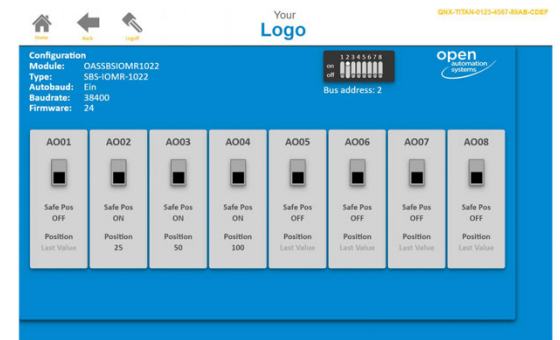 Your
Logo
QNX-TITAN-0123-4567-89AB-CDEF
Home
Back
Logoff
Configuration
Module: OASSBSIOMR1022
Type: SBS-IOMR-1022
Autobaud: Ein
Baudrate: 38400
Firmware: 24
1 2 3 4 5 6 7 8
on
off
Bus address: 2
open
automation
systems
AO01 AO02 AO03 AO04 AO05 AO06 AO07 AO08
Safe Pos Safe Pos Safe Pos Safe Pos Safe Pos Safe Pos Safe Pos Safe Pos
OFF ON ON ON OFF OFF OFF OFF
Position Position Position Position Position Position Position Position
Last Value 25 50 100 Last Value Last Value Last Value Last Value